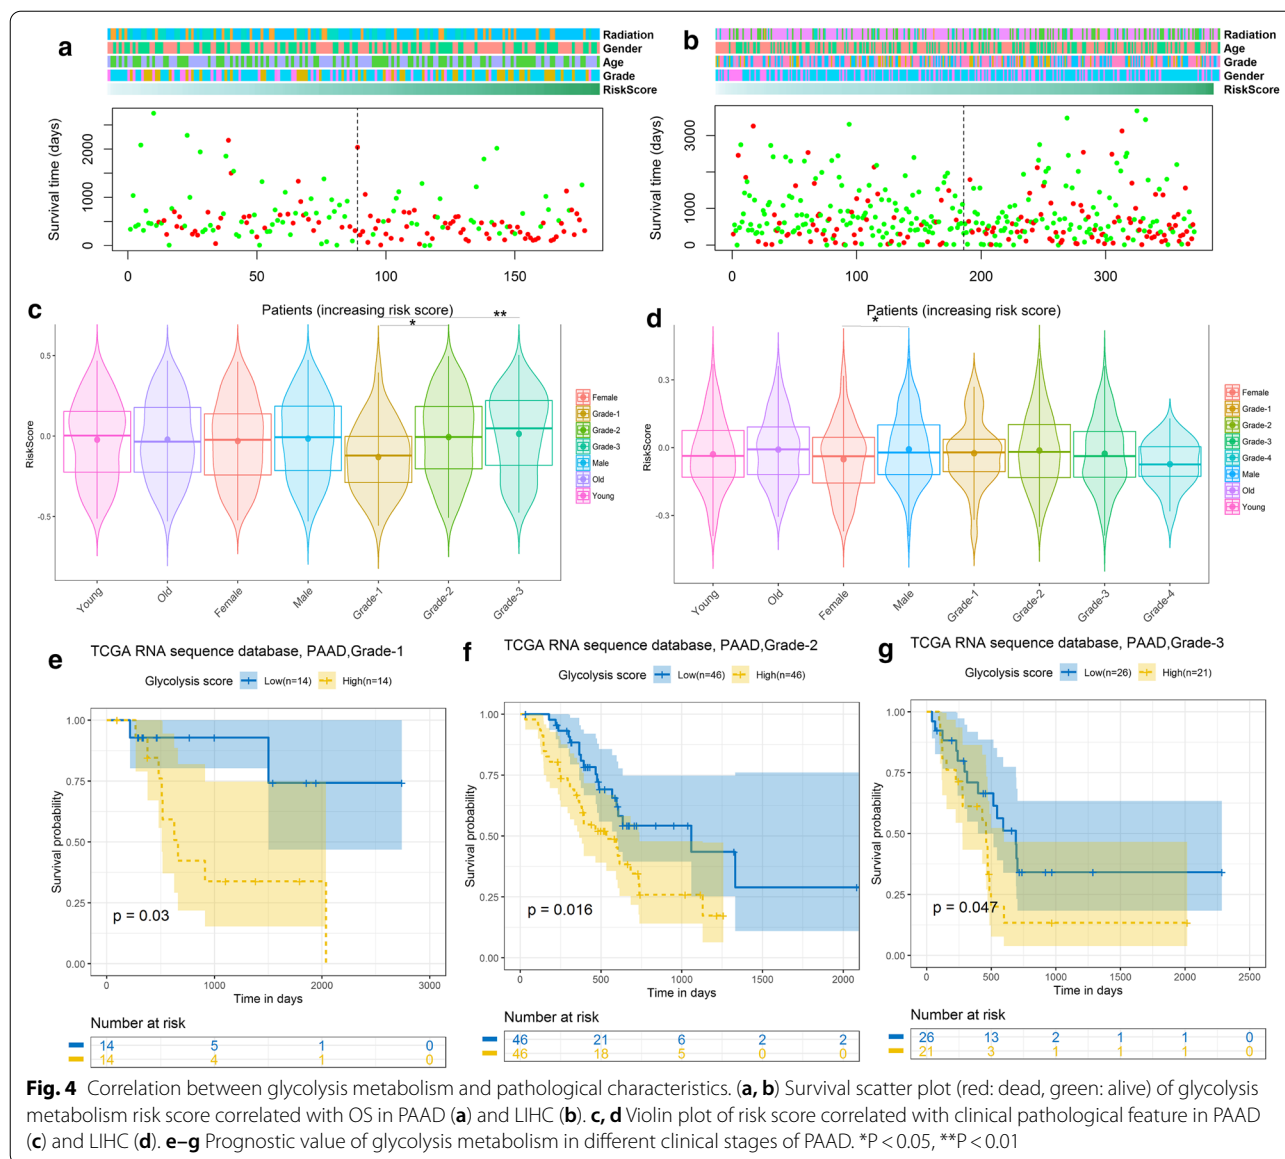 a
Radiation
Gender
Age
Grade
RiskScore
Survival time (days)
2000
1000
0
0 50 100 150
Patients (increasing risk score)
b
Radiation
Age
Grade
Gender
RiskScore
Survival time (days)
3000
1000
0
0 100 200 300
Patients (increasing risk score)
c
* **
RiskScore
0.5
0.0
-0.5
Young Old Female Male Grade-1 Grade-2 Grade-3
Female
Grade-1
Grade-2
Grade-3
Male
Old
Young
d
*
RiskScore
0.3
0.0
-0.3
Young Old Female Male Grade-1 Grade-2 Grade-3 Grade-4
Female
Grade-1
Grade-2
Grade-3
Grade-4
Male
Old
Young
e
TCGA RNA sequence database, PAAD,Grade-1
Glycolysis score Low(n=14) High(n=14)
Survival probability
1.00
0.75
0.50
0.25
0.00
p = 0.03
0 1000 2000 3000
Time in days
Number at risk
14 5 1 0
14 4 1 0
f
TCGA RNA sequence database, PAAD,Grade-2
Glycolysis score Low(n=46) High(n=46)
Survival probability
1.00
0.75
0.50
0.25
0.00
p = 0.016
0 500 1000 1500 2000
Time in days
Number at risk
46 21 6 2 2
46 18 5 0 0
g
TCGA RNA sequence database, PAAD,Grade-3
Glycolysis score Low(n=26) High(n=21)
Survival probability
1.00
0.75
0.50
0.25
0.00
p = 0.047
0 500 1000 1500 2000 2500
Time in days
Number at risk
26 13 2 1 1 0
21 3 1 1 1 0
Fig. 4 Correlation between glycolysis metabolism and pathological characteristics. (a, b) Survival scatter plot (red: dead, green: alive) of glycolysis
metabolism risk score correlated with OS in PAAD (a) and LIHC (b). c, d Violin plot of risk score correlated with clinical pathological feature in PAAD
(c) and LIHC (d). e–g Prognostic value of glycolysis metabolism in different clinical stages of PAAD. *P < 0.05, **P < 0.01